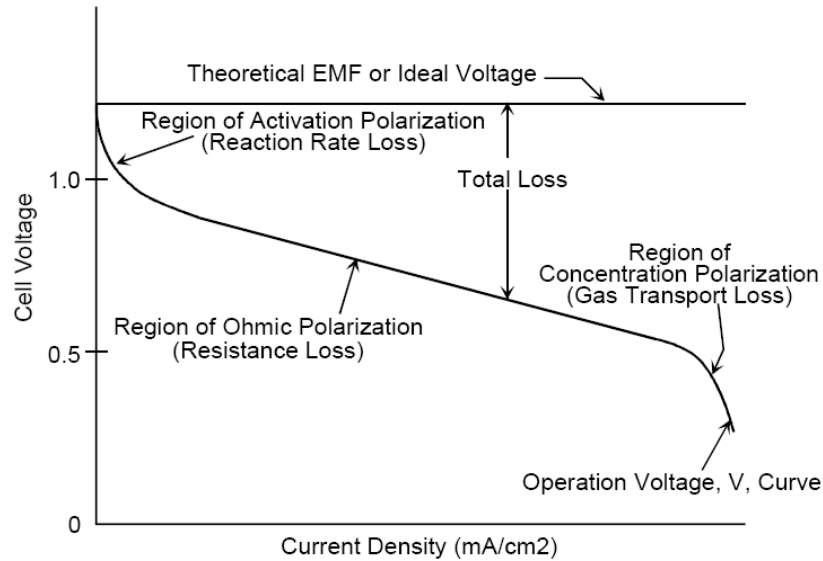 Theoretical EMF or Ideal Voltage
Region of Activation Polarization
(Reaction Rate Loss)
Total Loss
1.0
Cell Voltage
Region of
Concentration Polarization
(Gas Transport Loss)
Region of Ohmic Polarization
(Resistance Loss)
0.5
Operation Voltage, V, Curve
0
Current Density (mA/cm2)